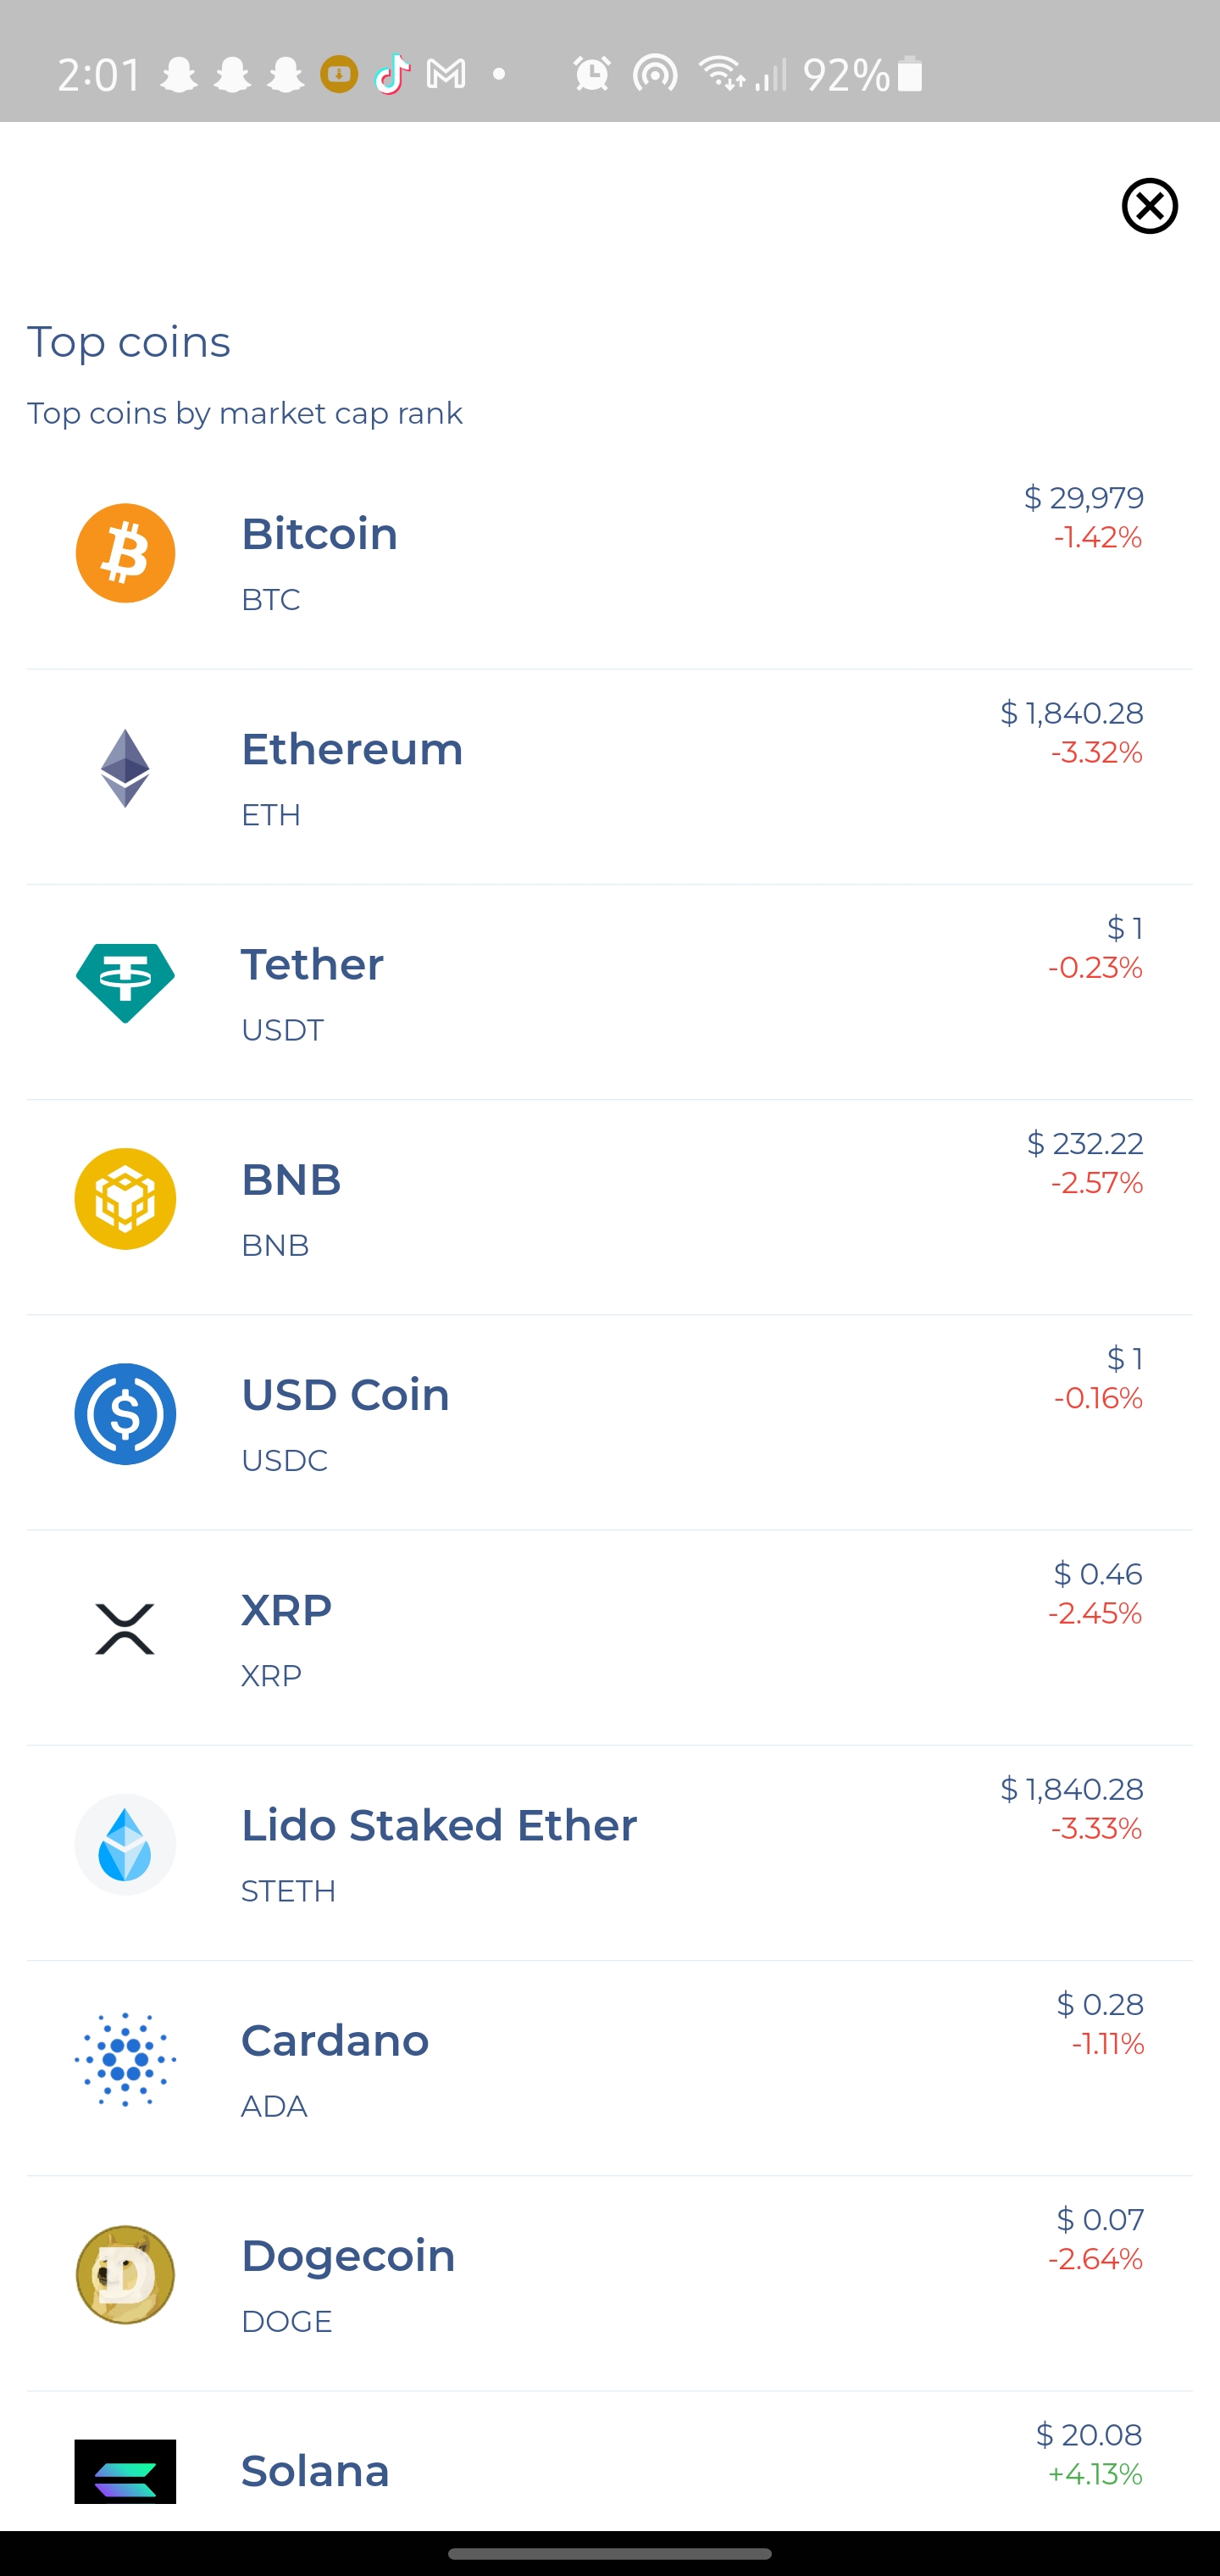 2:01 92%
Top coins
Top coins by market cap rank
Bitcoin
BTC
$ 29,979
-1.42%
Ethereum
ETH
$ 1,840.28
-3.32%
Tether
USDT
$ 1
-0.23%
BNB
BNB
$ 232.22
-2.57%
USD Coin
USDC
$ 1
-0.16%
XRP
XRP
$ 0.46
-2.45%
Lido Staked Ether
STETH
$ 1,840.28
-3.33%
Cardano
ADA
$ 0.28
-1.11%
Dogecoin
DOGE
$ 0.07
-2.64%
Solana
$ 20.08
+4.13%